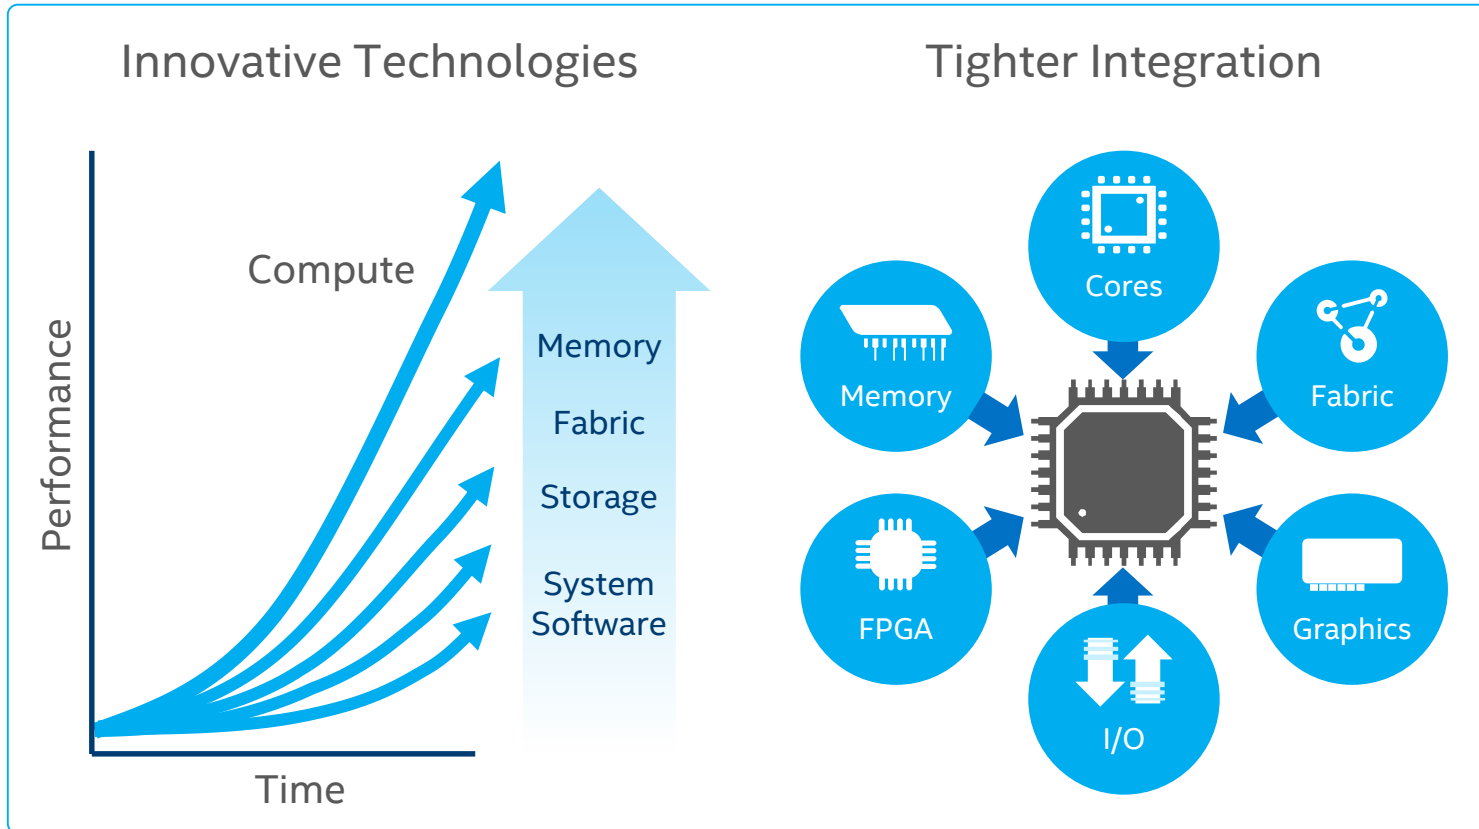 Innovative Technologies
Performance
Compute
Memory
Fabric
Storage
System
Software
Time
Tighter Integration
Cores
Memory
Fabric
FPGA
Graphics
I/O